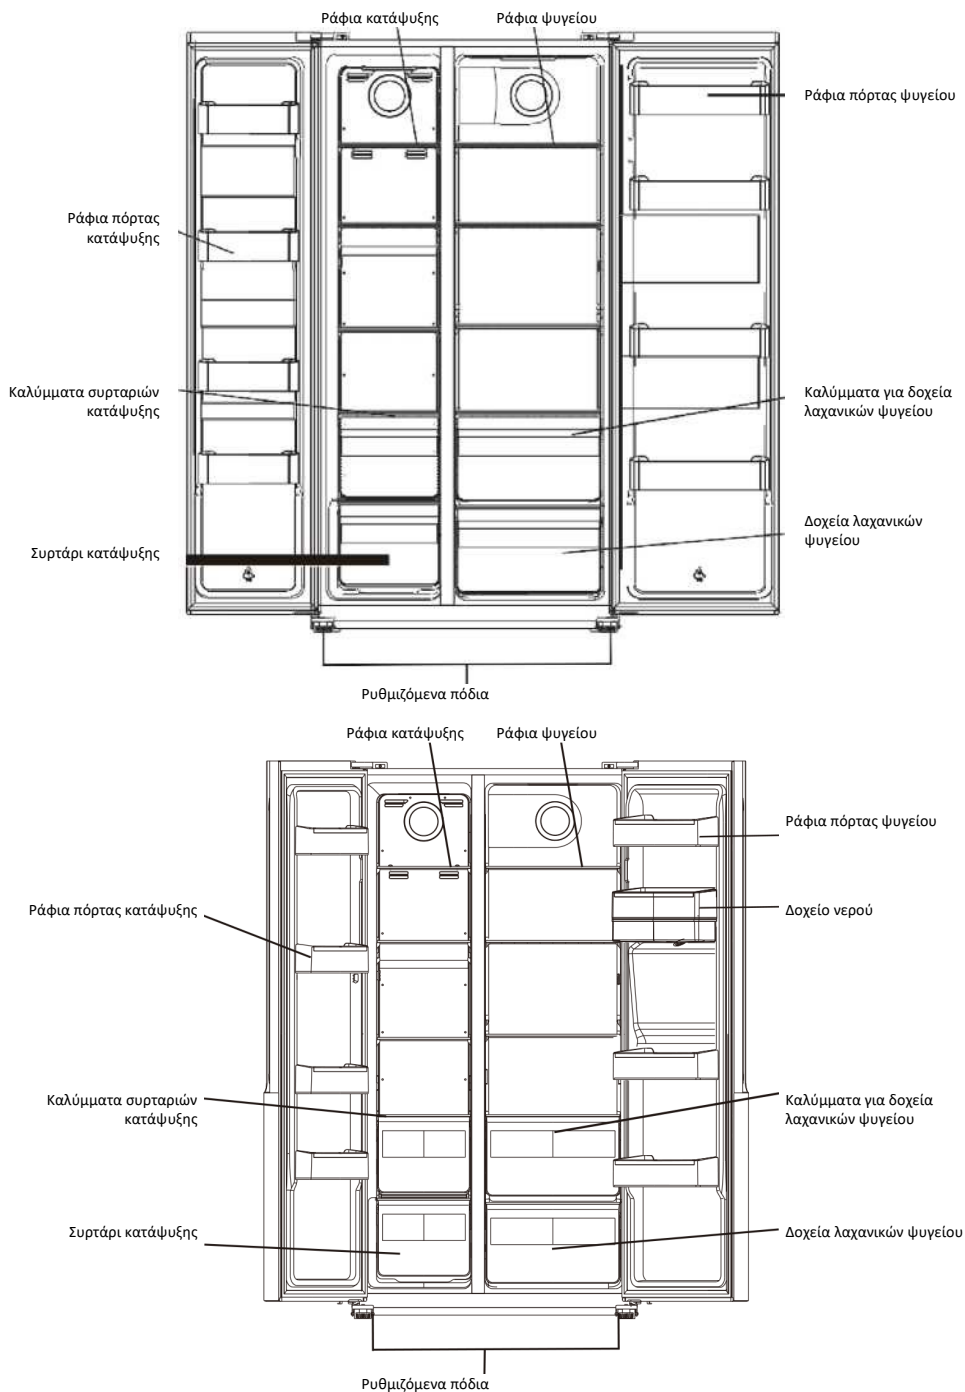 Ράφια κατάψυξης
Ράφια ψυγείου
Ράφια πόρτας ψυγείου
Ράφια πόρτας
κατάψυξης
Καλύμματα συρταριών
κατάψυξης
Καλύμματα για δοχεία
λαχανικών ψυγείου
Συρτάρι κατάψυξης
Δοχεία λαχανικών
ψυγείου
Ρυθμιζόμενα πόδια
Ράφια κατάψυξης
Ράφια ψυγείου
Ράφια πόρτας ψυγείου
Ράφια πόρτας κατάψυξης
Δοχείο νερού
Καλύμματα συρταριών
κατάψυξης
Καλύμματα για δοχεία
λαχανικών ψυγείου
Συρτάρι κατάψυξης
Δοχεία λαχανικών ψυγείου
Ρυθμιζόμενα πόδια